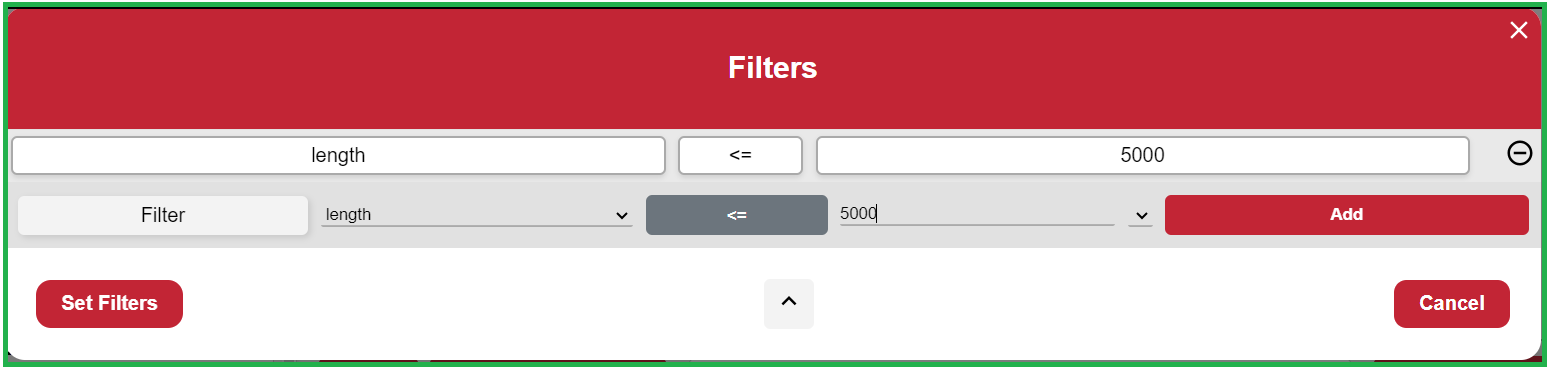 Filters
length <= 5000
Filter length <= 5000 Add
Set Filters Cancel